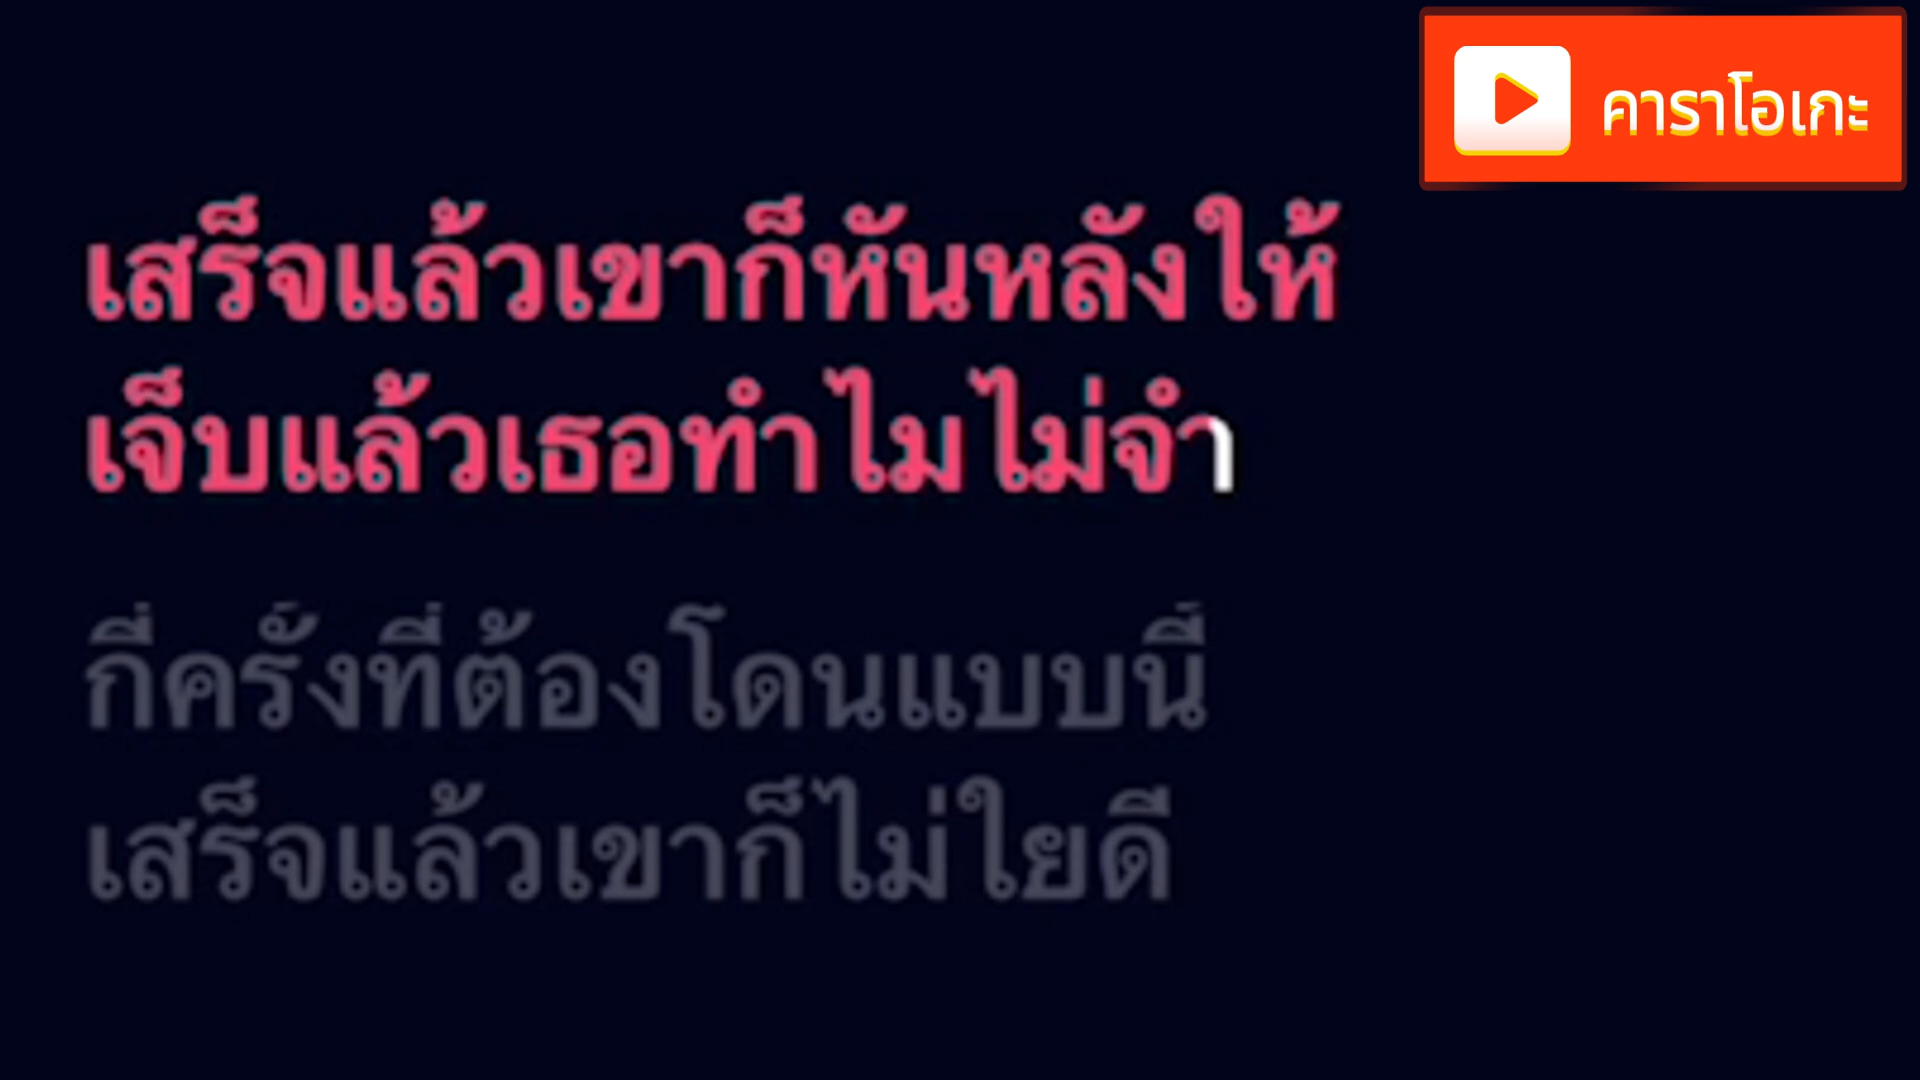 คาราโอเกะ
เสร็จแล้วเขาก็หันหลังให้
เจ็บแล้วเธอทำไมไม่จำ
กี่ครั้งที่ต้องโดนแบบนี้
เสร็จแล้วเขาก็ไม่ใยดี